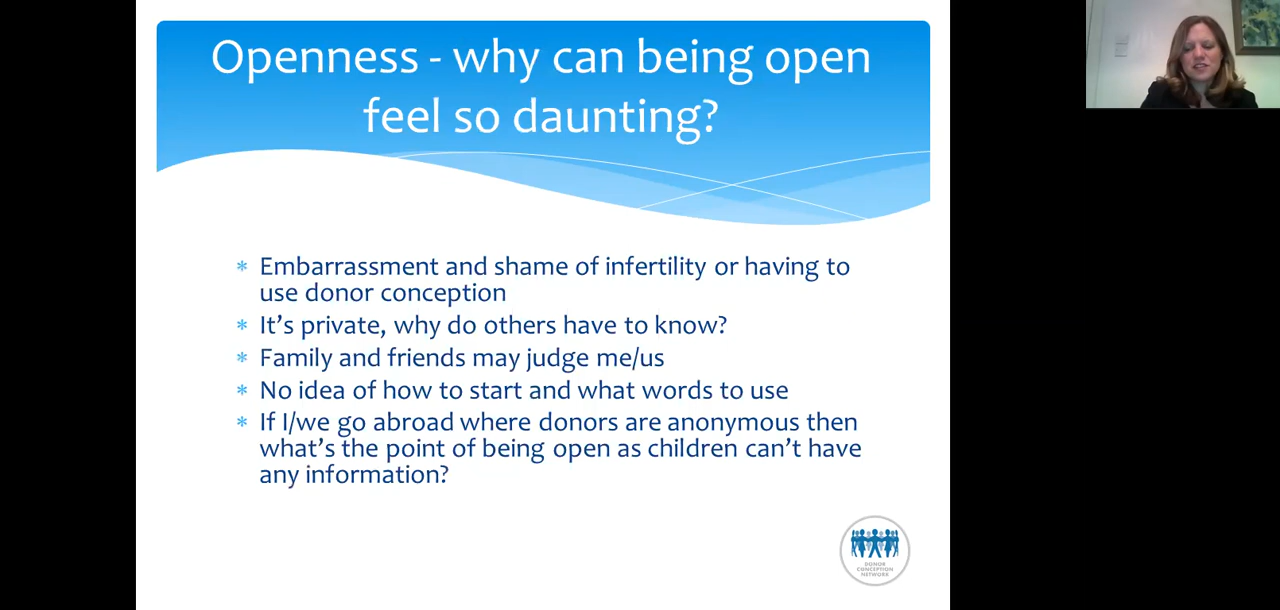 Openness - why can being open
feel so daunting?
* Embarrassment and shame of infertility or having to
use donor conception
* It's private, why do others have to know?
* Family and friends may judge me/us
* No idea of how to start and what words to use
* If I/we go abroad where donors are anonymous then
what's the point of being open as children can't have
any information?
DONOR
CONCEPTION
NETWORK